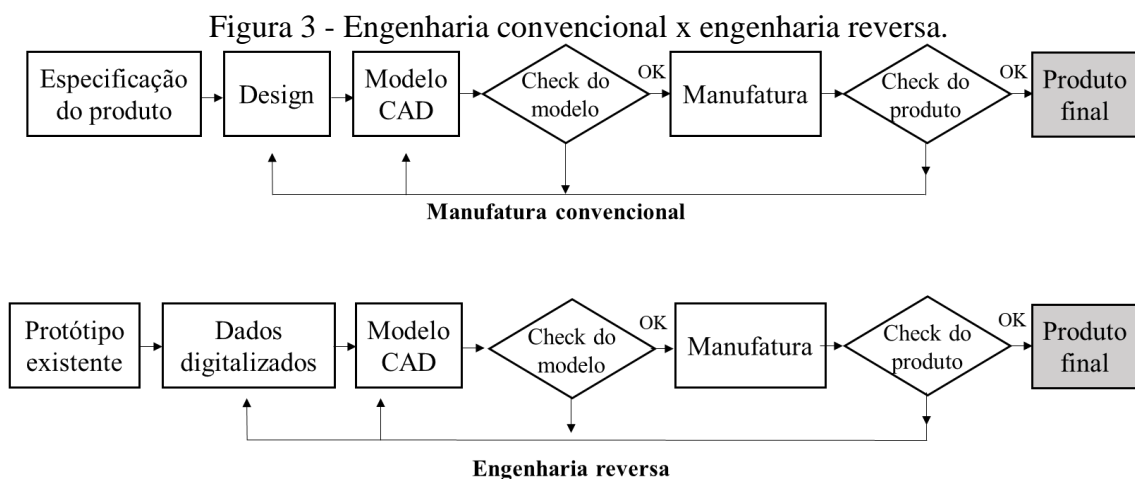 Figura 3 - Engenharia convencional x engenharia reversa.
Especificação
do produto
Design
Modelo
CAD
Check do
modelo
OK
Manufatura
Check do
produto
OK
Produto
final
Manufatura convencional
Protótipo
existente
Dados
digitalizados
Modelo
CAD
Check do
modelo
OK
Manufatura
Check do
produto
OK
Produto
final
Engenharia reversa